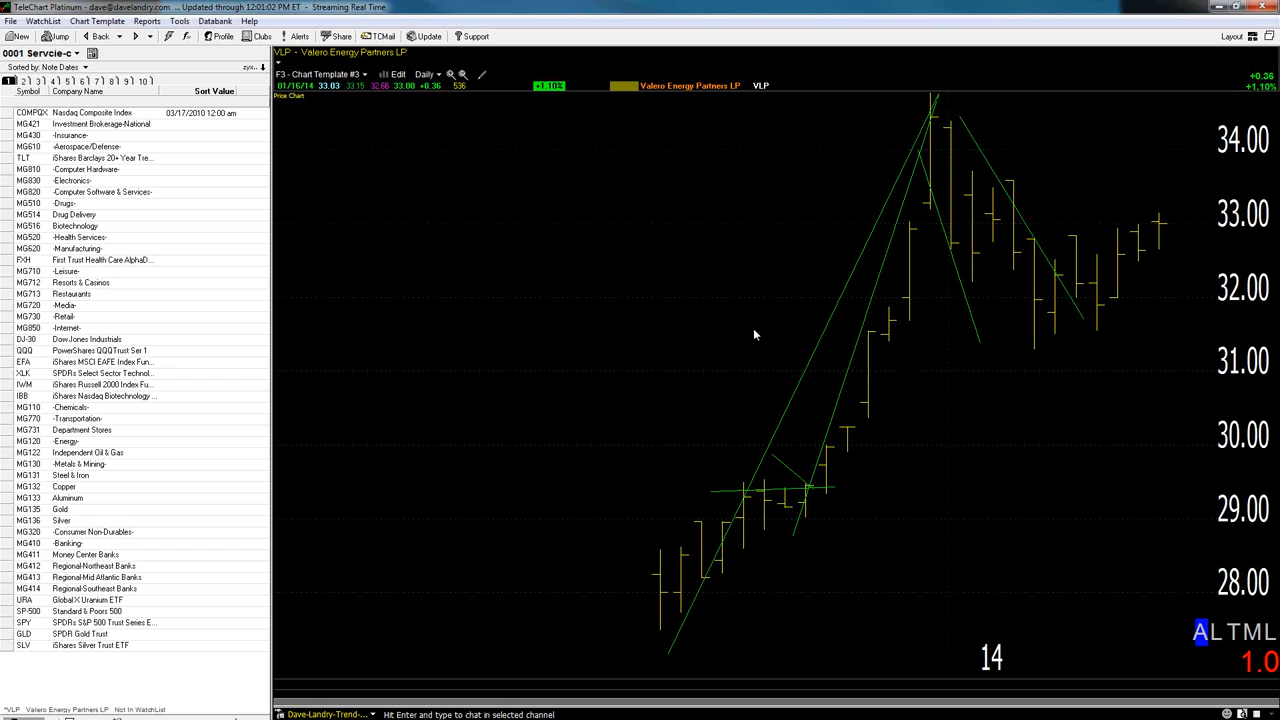 TeleChart Platinum - dave@davelandry.com ... Updated through 12:01:02 PM ET - Streaming Real Time
File WatchList Chart Template Reports Tools Databank Help
New Jump Back Profile Clubs Alerts Share TCMail Update Support Layout
0001 Servcie-c
Sorted by: Note Dates zyx..
1 2 3 4 5 6 7 8 9 10
Symbol Company Name Sort Value
COMPQX Nasdaq Composite Index 03/17/2010 12:00 am
MG421 Investment Brokerage-National
MG430 -Insurance-
MG610 -Aerospace/Defense-
TLT iShares Barclays 20+ Year Tre...
MG810 -Computer Hardware-
MG830 -Electronics-
MG820 -Computer Software & Services-
MG510 -Drugs-
MG514 Drug Delivery
MG516 Biotechnology
MG520 -Health Services-
MG620 -Manufacturing-
FXH First Trust Health Care AlphaD...
MG710 -Leisure-
MG712 Resorts & Casinos
MG713 Restaurants
MG720 -Media-
MG730 -Retail-
MG850 -Internet-
DJ-30 Dow Jones Industrials
QQQ PowerShares QQQTrust Ser 1
EFA iShares MSCI EAFE Index Fun...
XLK SPDRs Select Sector Technol...
IWM iShares Russell 2000 Index Fu...
IBB iShares Nasdaq Biotechnology ...
MG110 -Chemicals-
MG770 -Transportation-
MG731 Department Stores
MG120 -Energy-
MG122 Independent Oil & Gas
MG130 -Metals & Mining-
MG131 Steel & Iron
MG132 Copper
MG133 Aluminum
MG135 Gold
MG136 Silver
MG320 -Consumer Non-Durables-
MG410 -Banking-
MG411 Money Center Banks
MG412 Regional-Northeast Banks
MG413 Regional-Mid Atlantic Banks
MG414 Regional-Southeast Banks
URA Global X Uranium ETF
SP-500 Standard & Poors 500
SPY SPDRs S&P 500 Trust Series E...
GLD SPDR Gold Trust
SLV iShares Silver Trust ETF
*VLP Valero Energy Partners LP Not In WatchList
VLP - Valero Energy Partners LP
F3 - Chart Template #3 Edit Daily
01/16/14 33.03 33.15 32.66 33.00 +0.36 536 +1.10% Valero Energy Partners LP VLP
+0.36
+1.10%
Price Chart
34.00
33.00
32.00
31.00
30.00
29.00
28.00
ALTML
14
1.0
Dave-Landry-Trend-... Hit Enter and type to chat in selected channel